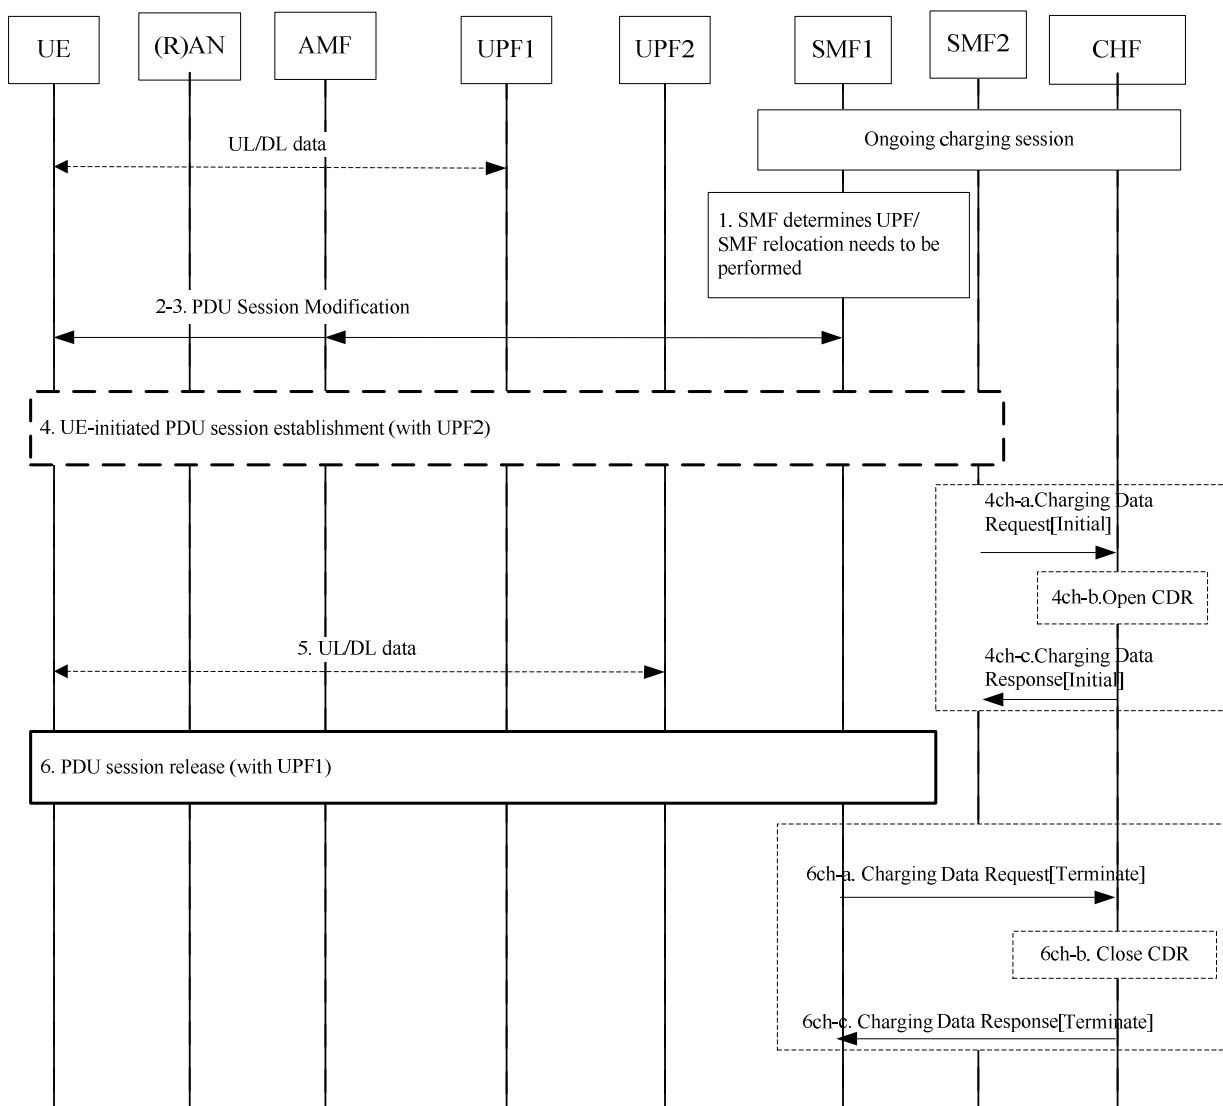 UE
(R)AN
AMF
UPF1
UPF2
SMF1
SMF2
CHF
UL/DL data
Ongoing charging session
1. SMF determines UPF/
SMF relocation needs to be
performed
2-3. PDU Session Modification
4. UE-initiated PDU session establishment (with UPF2)
4ch-a.Charging Data
Request[Initial]
4ch-b.Open CDR
5. UL/DL data
4ch-c.Charging Data
Response[Initial]
6. PDU session release (with UPF1)
6ch-a. Charging Data Request[Terminate]
6ch-b. Close CDR
6ch-c. Charging Data Response[Terminate]